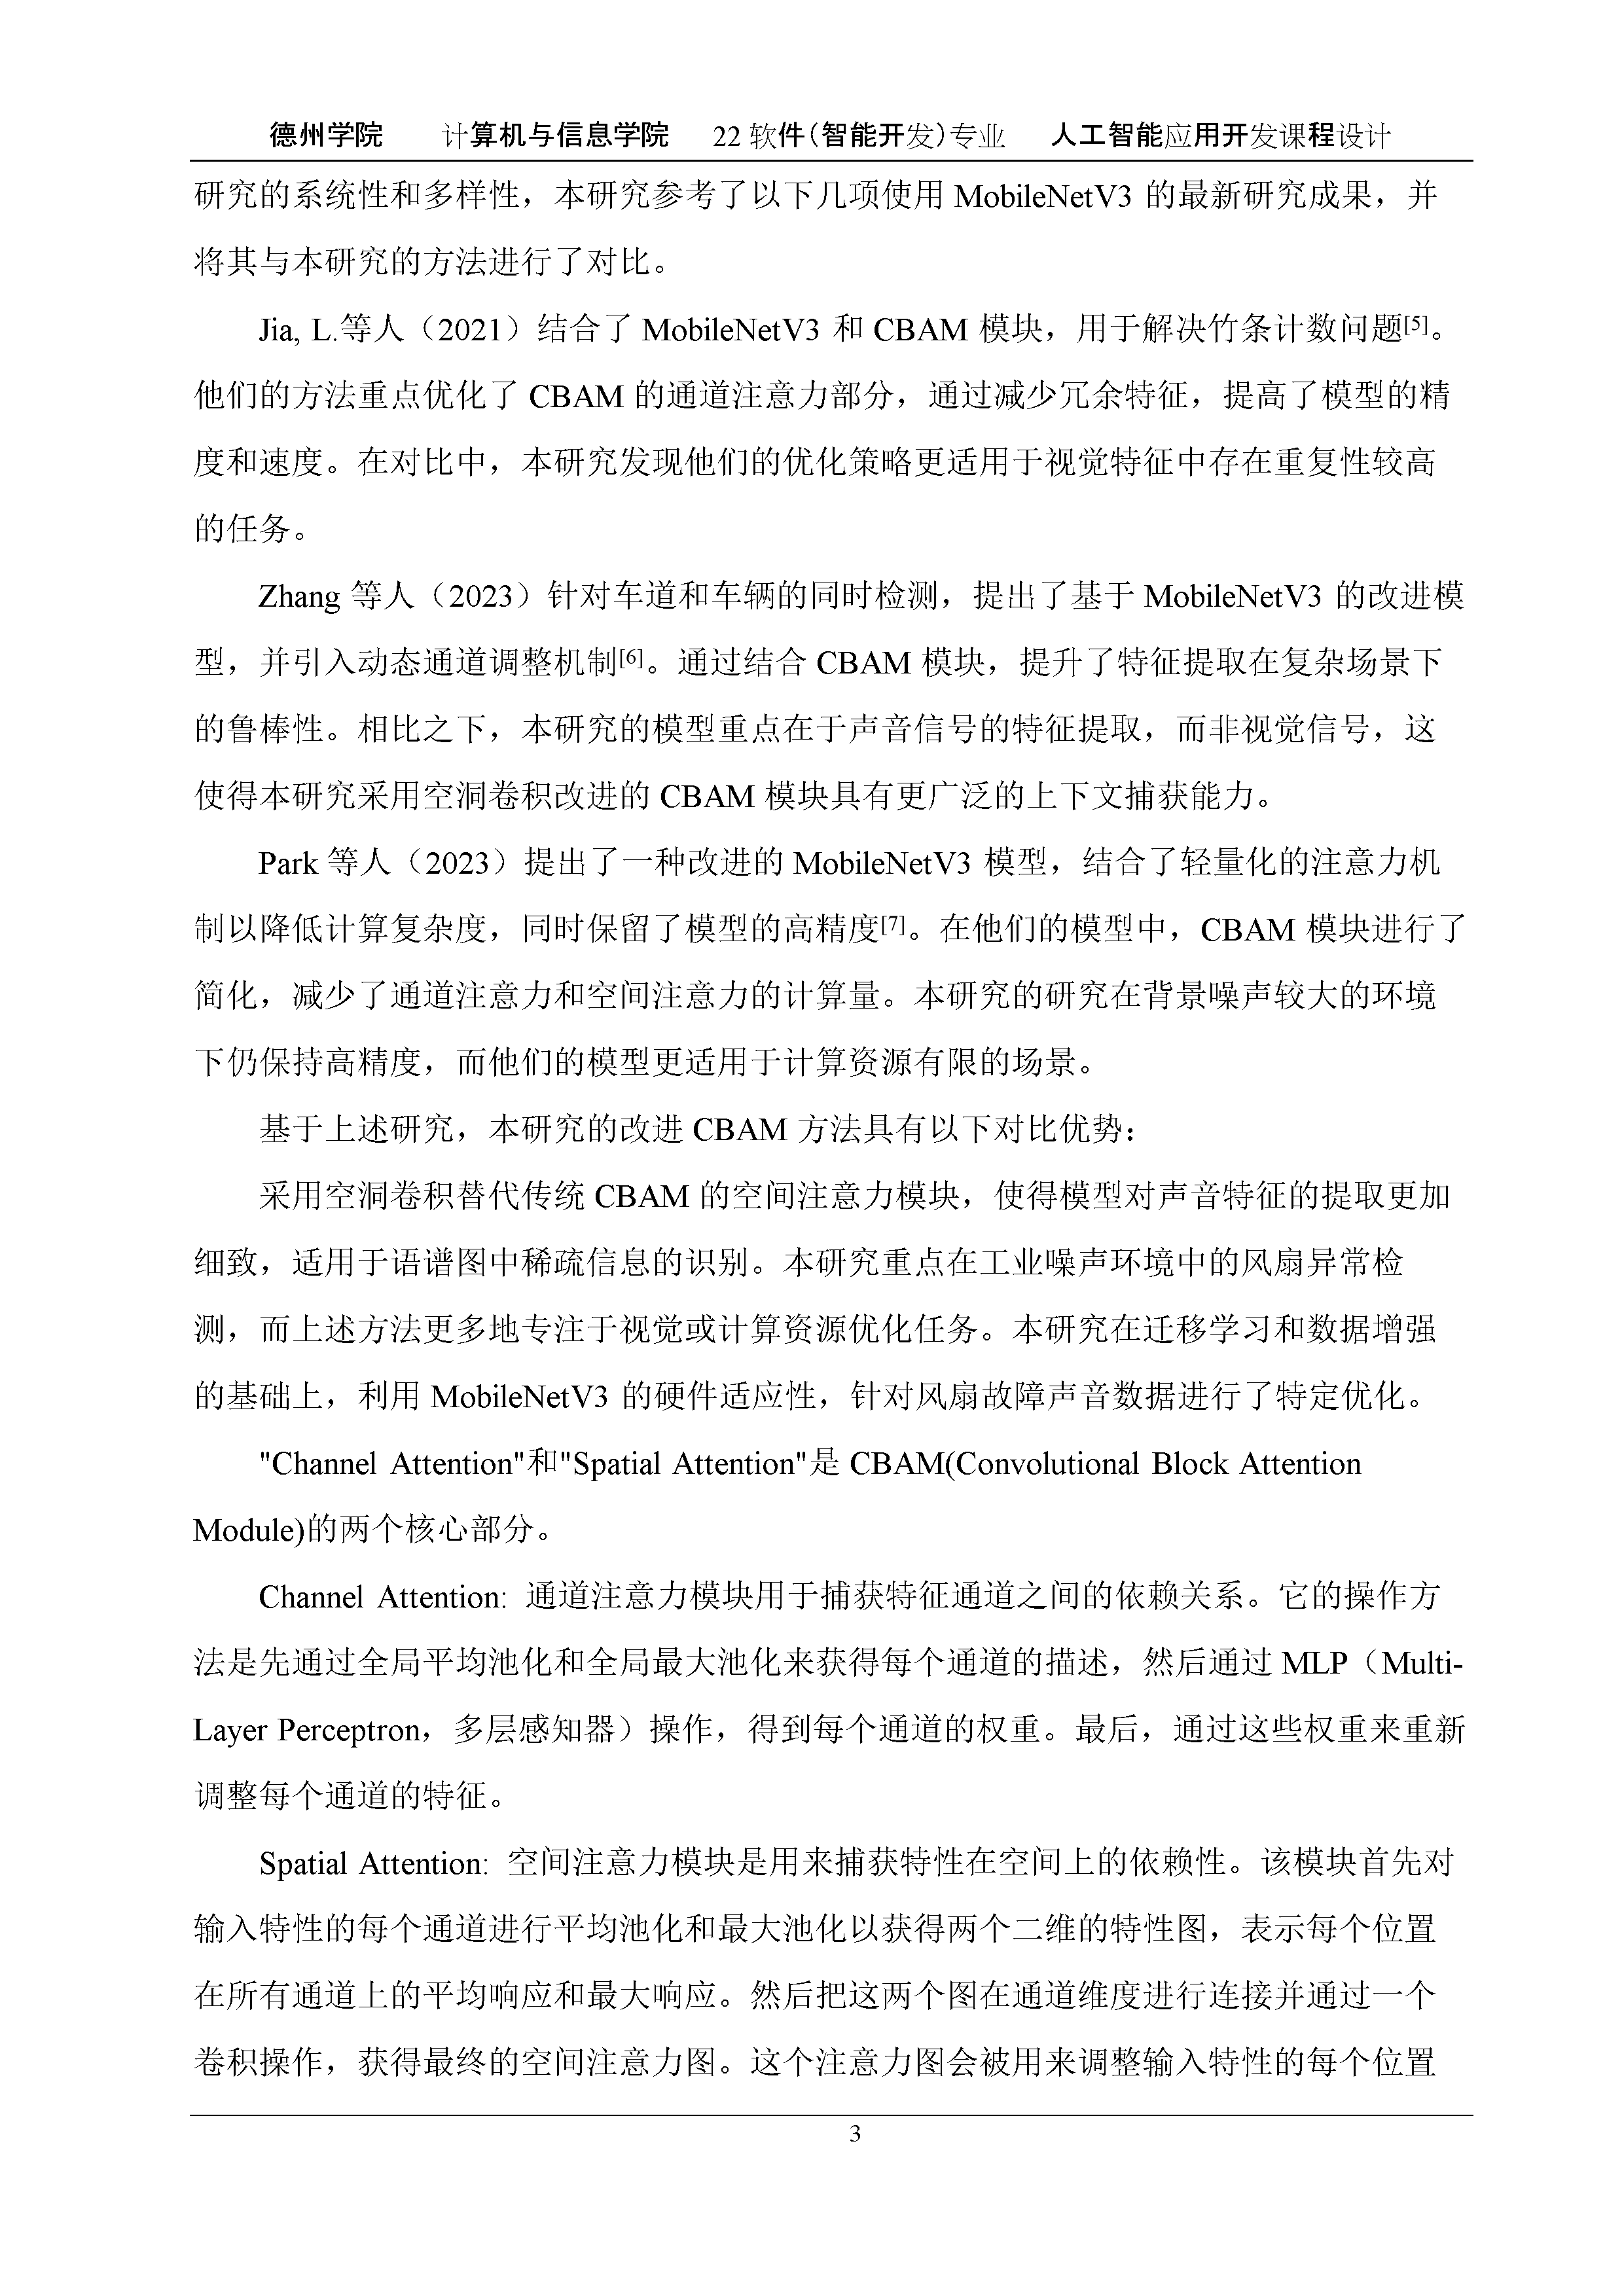 德州学院 计算机与信息学院 22 软件(智能开发)专业 人工智能应用开发课程设计
研究的系统性和多样性，本研究参考了以下几项使用 MobileNetV3 的最新研究成果，并
将其与本研究的方法进行了对比。
Jia, L.等人（2021）结合了 MobileNetV3 和 CBAM 模块，用于解决竹条计数问题[5]。
他们的方法重点优化了 CBAM 的通道注意力部分，通过减少冗余特征，提高了模型的精
度和速度。在对比中，本研究发现他们的优化策略更适用于视觉特征中存在重复性较高
的任务。
Zhang 等人（2023）针对车道和车辆的同时检测，提出了基于 MobileNetV3 的改进模
型，并引入动态通道调整机制[6]。通过结合 CBAM 模块，提升了特征提取在复杂场景下
的鲁棒性。相比之下，本研究的模型重点在于声音信号的特征提取，而非视觉信号，这
使得本研究采用空洞卷积改进的 CBAM 模块具有更广泛的上下文捕获能力。
Park 等人（2023）提出了一种改进的 MobileNetV3 模型，结合了轻量化的注意力机
制以降低计算复杂度，同时保留了模型的高精度[7]。在他们的模型中，CBAM 模块进行了
简化，减少了通道注意力和空间注意力的计算量。本研究的研究在背景噪声较大的环境
下仍保持高精度，而他们的模型更适用于计算资源有限的场景。
基于上述研究，本研究的改进 CBAM 方法具有以下对比优势：
采用空洞卷积替代传统 CBAM 的空间注意力模块，使得模型对声音特征的提取更加
细致，适用于语谱图中稀疏信息的识别。本研究重点在工业噪声环境中的风扇异常检
测，而上述方法更多地专注于视觉或计算资源优化任务。本研究在迁移学习和数据增强
的基础上，利用 MobileNetV3 的硬件适应性，针对风扇故障声音数据进行了特定优化。
"Channel Attention"和"Spatial Attention"是 CBAM(Convolutional Block Attention
Module)的两个核心部分。
Channel Attention: 通道注意力模块用于捕获特征通道之间的依赖关系。它的操作方
法是先通过全局平均池化和全局最大池化来获得每个通道的描述，然后通过 MLP（Multi-
Layer Perceptron，多层感知器）操作，得到每个通道的权重。最后，通过这些权重来重新
调整每个通道的特征。
Spatial Attention: 空间注意力模块是用来捕获特性在空间上的依赖性。该模块首先对
输入特性的每个通道进行平均池化和最大池化以获得两个二维的特性图，表示每个位置
在所有通道上的平均响应和最大响应。然后把这两个图在通道维度进行连接并通过一个
卷积操作，获得最终的空间注意力图。这个注意力图会被用来调整输入特性的每个位置
3